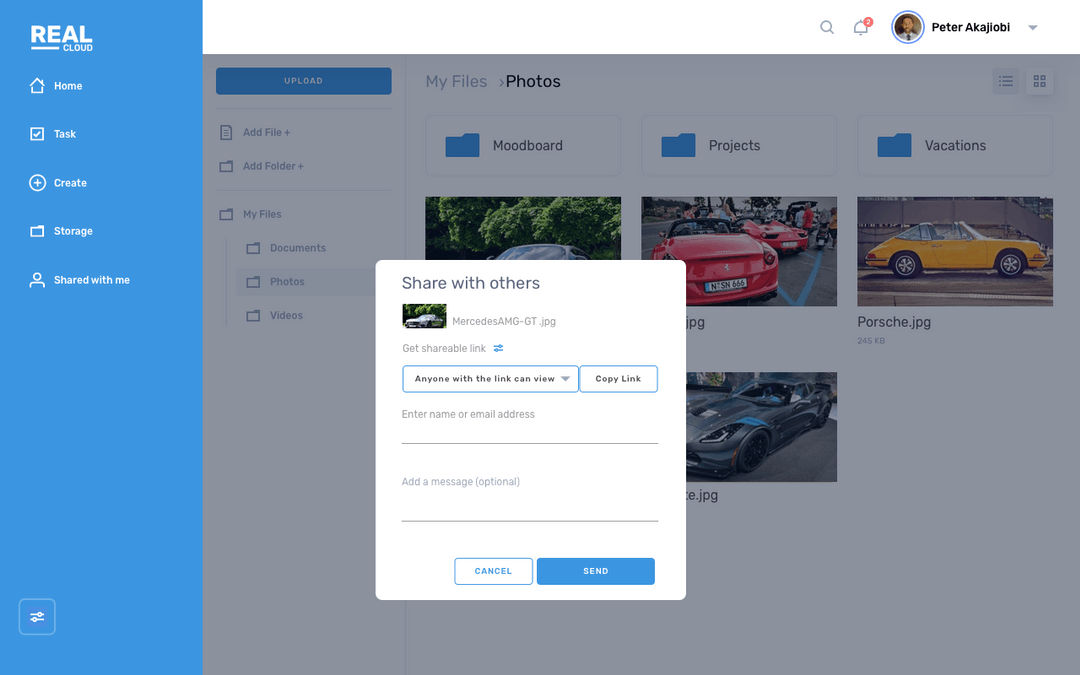 REAL
CLOUD
Home
Task
Create
Storage
Shared with me
2
Peter Akajiobi
UPLOAD
Add File +
Add Folder +
My Files
Documents
Photos
Videos
My Files ›Photos
Moodboard
Projects
Vacations
N·SN 666
jpg
Porsche.jpg
245 KB
te.jpg
Share with others
MercedesAMG-GT .jpg
Get shareable link
Anyone with the link can view
Copy Link
Enter name or email address
Add a message (optional)
CANCEL
SEND